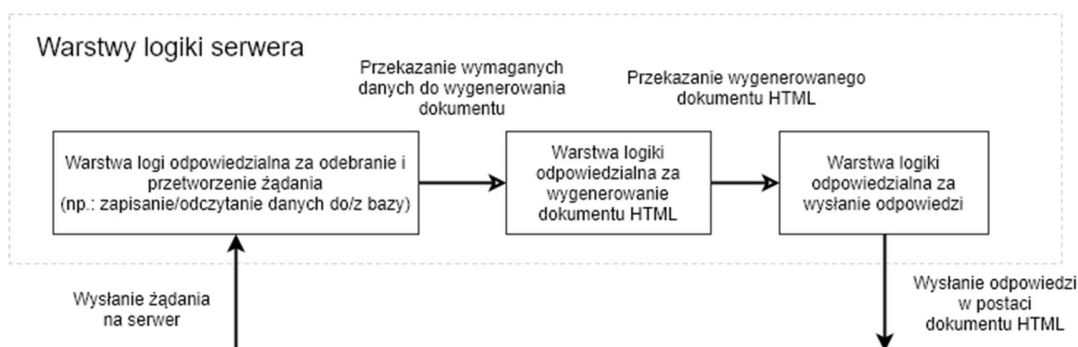 Warstwy logiki serwera
Przekazanie wymaganych
danych do wygenerowania
dokumentu
Przekazanie wygenerowanego
dokumentu HTML
Warstwa logi odpowiedzialna za odebranie i
przetworzenie żądania
(np.: zapisanie/odczytanie danych do/z bazy)
Warstwa logiki
odpowiedzialna za
wygenerowanie
dokumentu HTML
Warstwa logiki
odpowiedzialna za
wysłanie odpowiedzi
Wysłanie żądania
na serwer
Wysłanie odpowiedzi
w postaci
dokumentu HTML